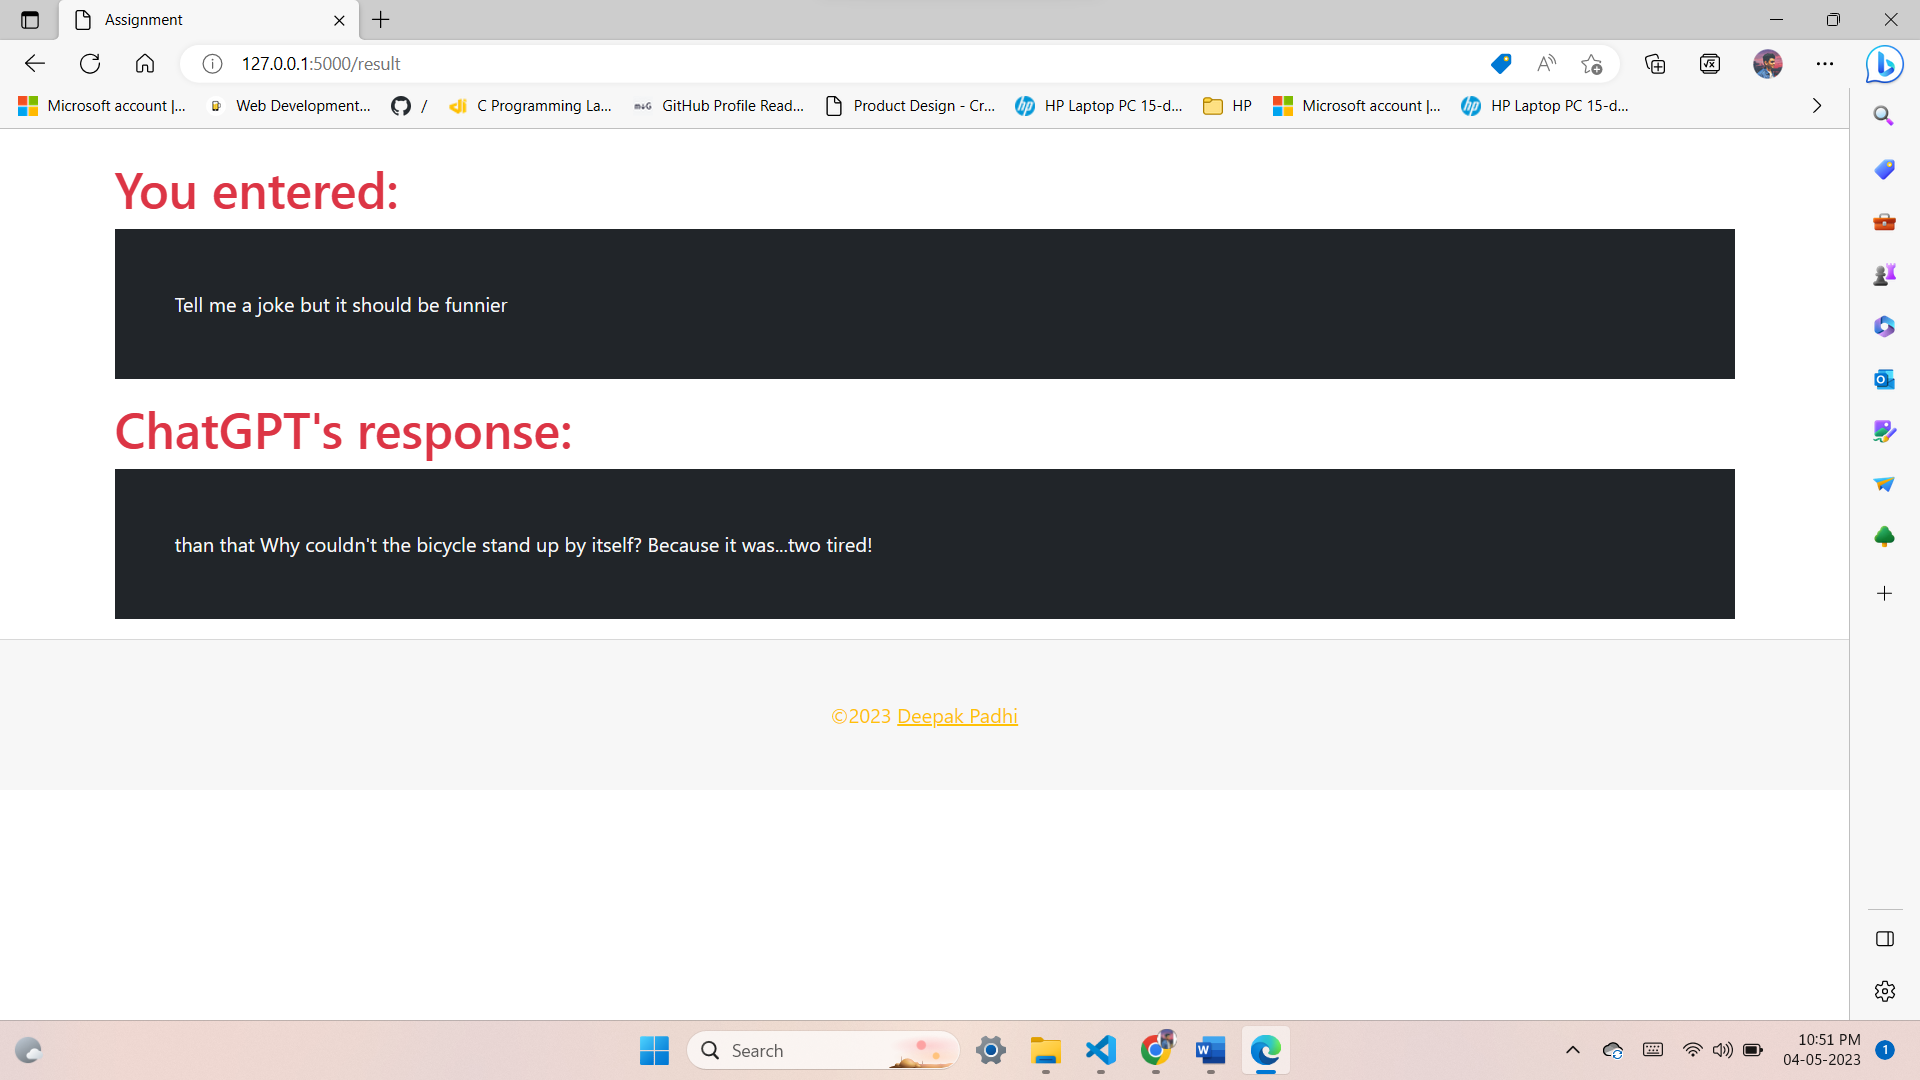 Assignment
127.0.0.1:5000/result
Microsoft account |...
Web Development...
/
C Programming La...
m↓G
GitHub Profile Read...
Product Design - Cr...
HP Laptop PC 15-d...
HP
Microsoft account |...
HP Laptop PC 15-d...
You entered:
Tell me a joke but it should be funnier
ChatGPT's response:
than that Why couldn't the bicycle stand up by itself? Because it was...two tired!
©2023 Deepak Padhi
Search
10:51 PM
04-05-2023
1